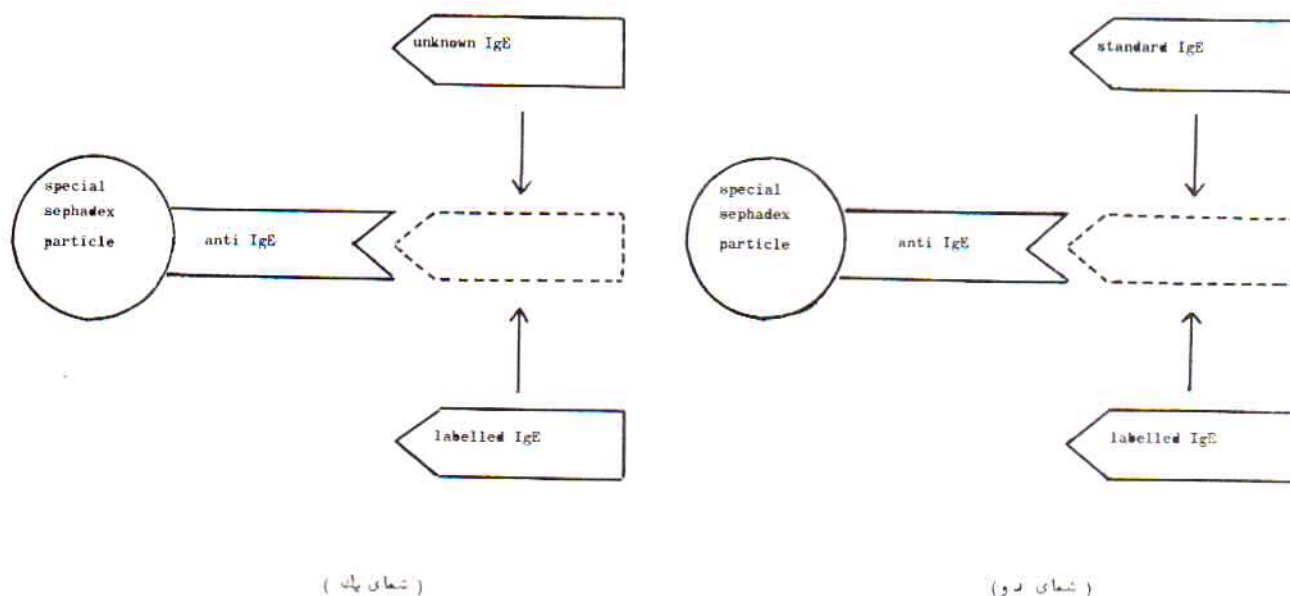 unknown IgE
special
sephadex
particle
anti IgE
labelled IgE
(شمای یك)
standard IgE
special
sephadex
particle
anti IgE
labelled IgE
(شمای دو)